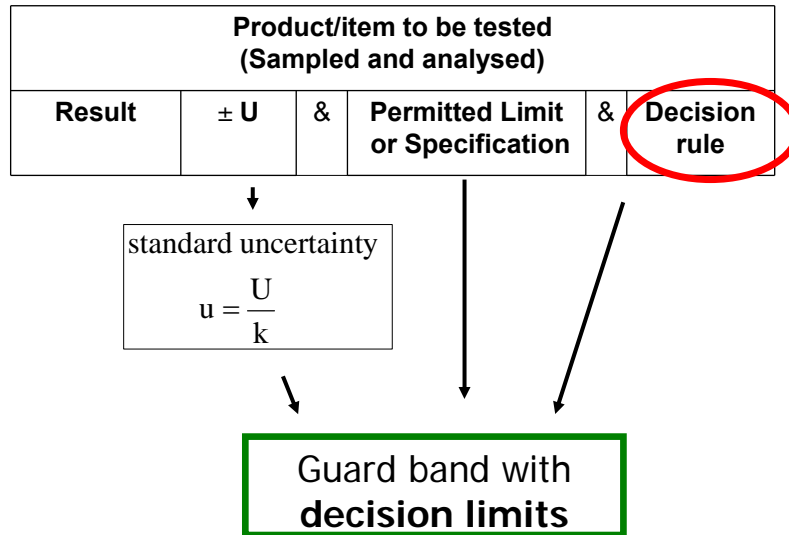 Product/item to be tested
(Sampled and analysed)
Result ± U & Permitted Limit & Decision
or Specification rule
standard uncertainty
u = U/k
Guard band with
decision limits